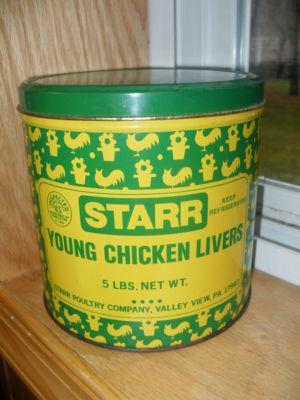 STARR
KEEP
REFRIGERATED
YOUNG CHICKEN LIVERS
5 LBS. NET WT.
STARR POULTRY COMPANY, VALLEY VIEW, PA. 17983